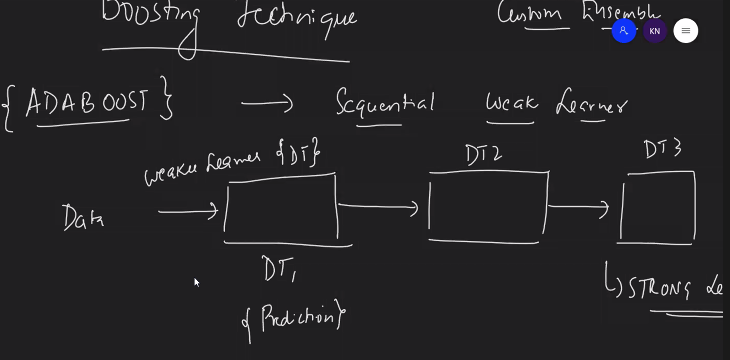 Boosting Technique
Custom Ensemble
KN
{ADABOOST} → Sequential Weak Learner
Weaker Learner {DT}
DT2
DT3
Data
DT1
STRONG Le
{Prediction}